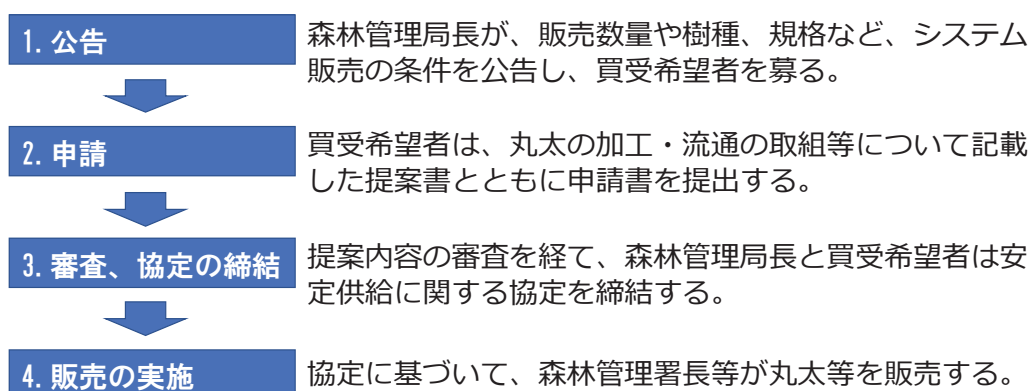 1. 公告
森林管理局長が、販売数量や樹種、規格など、システム
販売の条件を公告し、買受希望者を募る。
2. 申請
買受希望者は、丸太の加工・流通の取組等について記載
した提案書とともに申請書を提出する。
3. 審査、協定の締結
提案内容の審査を経て、森林管理局長と買受希望者は安
定供給に関する協定を締結する。
4. 販売の実施
協定に基づいて、森林管理署長等が丸太等を販売する。